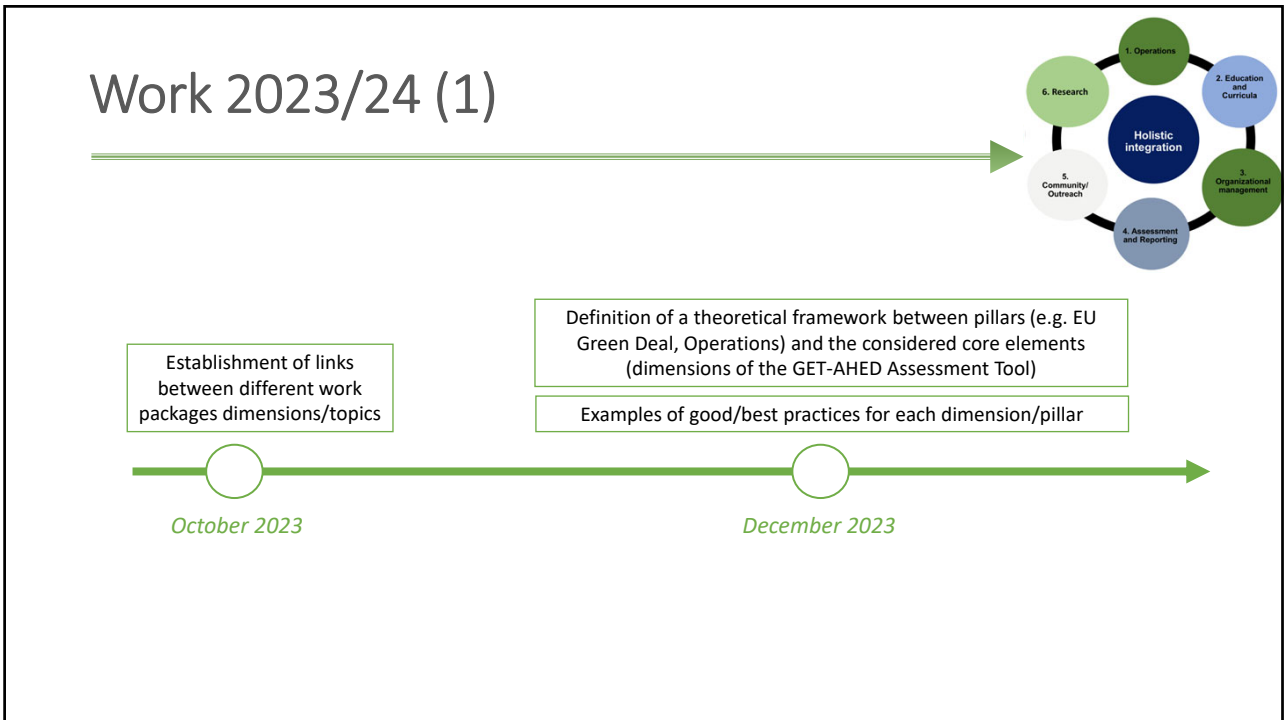 Work 2023/24 (1)
1. Operations
2. Education
and
Curricula
3.
Organizational
management
4. Assessment
and Reporting
5.
Community/
Outreach
6. Research
Holistic
integration
Establishment of links
between different work
packages dimensions/topics
Definition of a theoretical framework between pillars (e.g. EU
Green Deal, Operations) and the considered core elements
(dimensions of the GET-AHED Assessment Tool)
Examples of good/best practices for each dimension/pillar
October 2023
December 2023